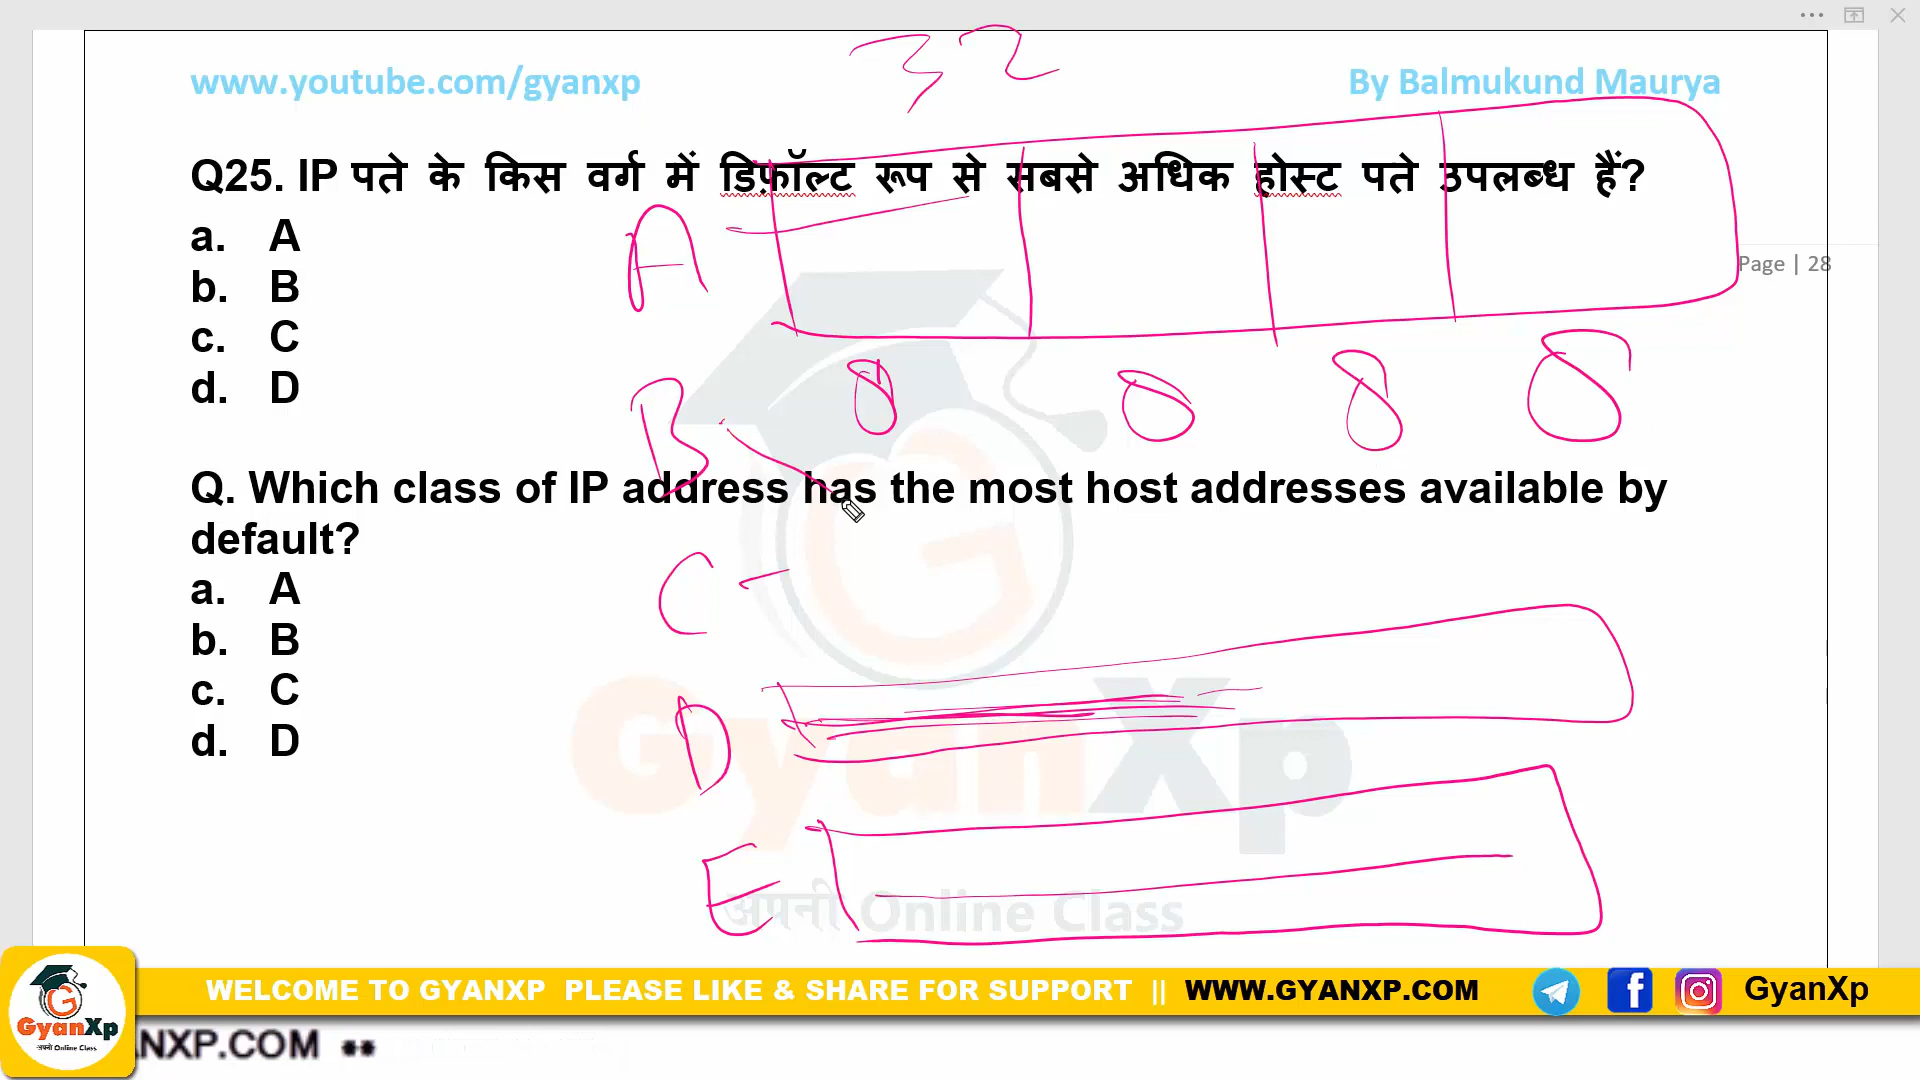 32
www.youtube.com/gyanxp By Balmukund Maurya
Q25. IP पते के किस वर्ग में डिफ़ॉल्ट रूप से सबसे अधिक होस्ट पते उपलब्ध हैं?
a. A
b. B
c. C
d. D
Page | 28
A
8 8 8 8
B
Q. Which class of IP address has the most host addresses available by
default?
a. A
b. B
c. C
d. D
C
D
E
GyanXp
अपनी Online Class
WELCOME TO GYANXP PLEASE LIKE & SHARE FOR SUPPORT || WWW.GYANXP.COM GyanXp
GyanXp
अपनी Online Class
ANXP.COM